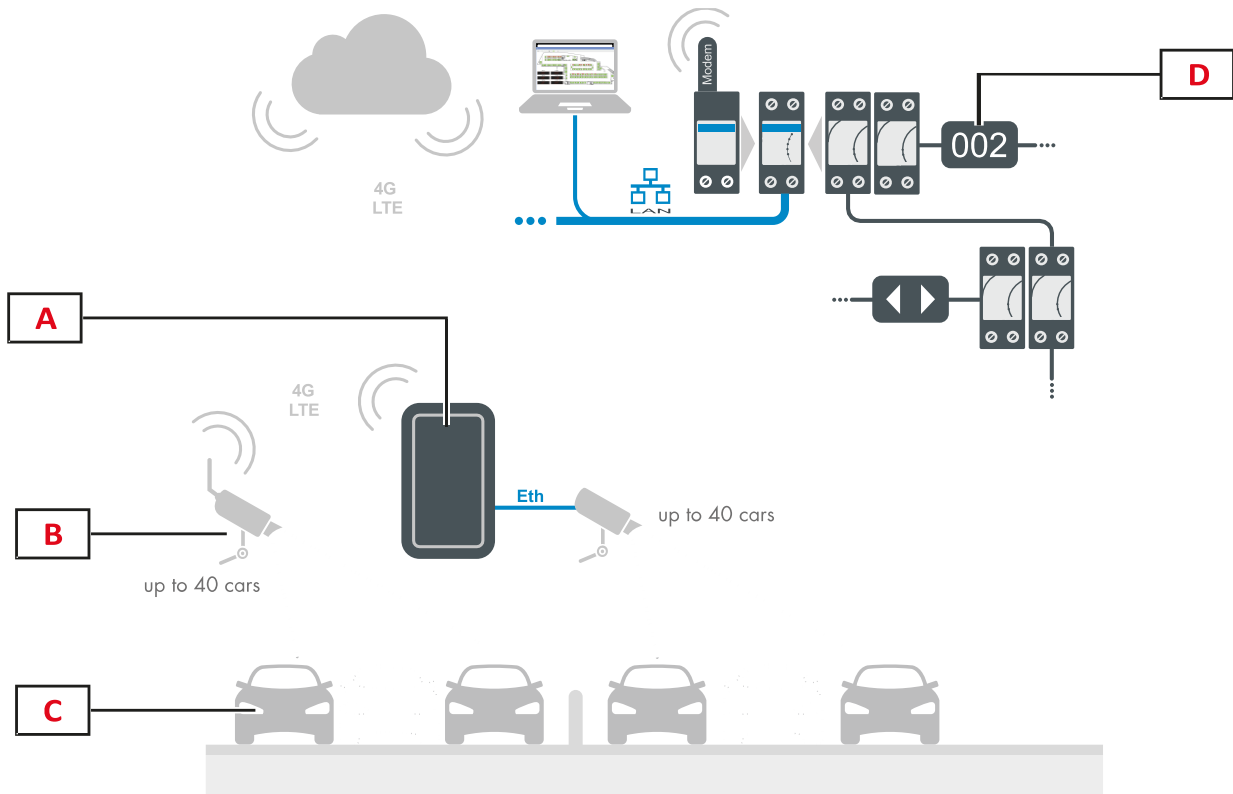 Modem
D
002
4G
LTE
LAN
A
4G
LTE
Eth
up to 40 cars
B
up to 40 cars
C